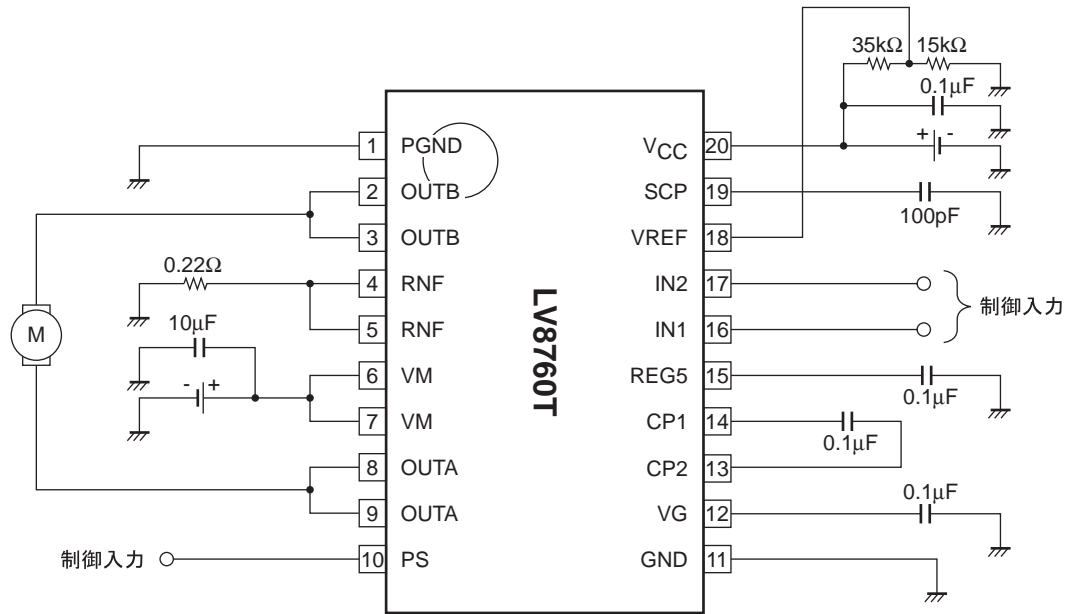 35kΩ 15kΩ
0.1μF
1 PGND
VCC 20
+ -
2 OUTB
SCP 19
100pF
3 OUTB
VREF 18
0.22Ω
4 RNF
IN2 17
制御入力
10μF
5 RNF
IN1 16
M
LV8760T
- +
6 VM
REG5 15
0.1μF
7 VM
CP1 14
0.1μF
8 OUTA
CP2 13
9 OUTA
VG 12
0.1μF
制御入力
10 PS
GND 11